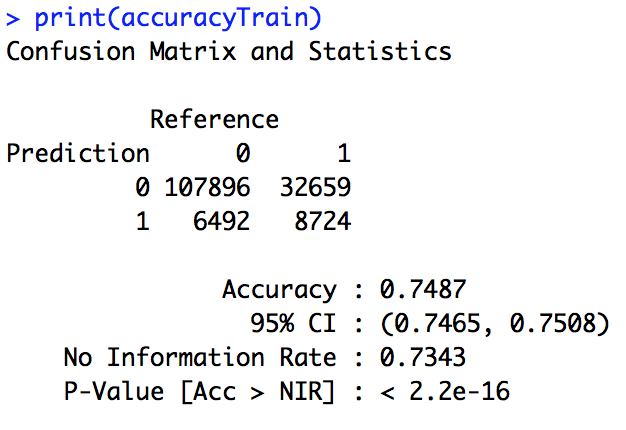 > print(accuracyTrain)
Confusion Matrix and Statistics
Reference
Prediction 0 1
0 107896 32659
1 6492 8724
Accuracy : 0.7487
95% CI : (0.7465, 0.7508)
No Information Rate : 0.7343
P-Value [Acc > NIR] : < 2.2e-16